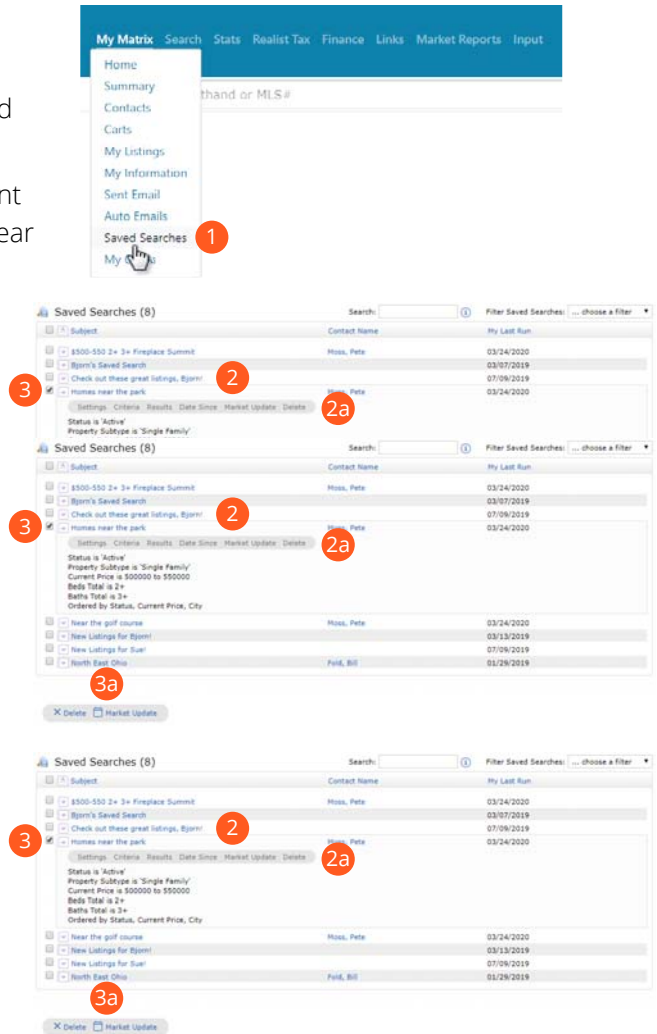 My Matrix Search Stats Realist Tax Finance Links Market Reports Input
Home
Summary
thand or MLS#
Contacts
Carts
My Listings
My Information
Sent Email
Auto Emails
Saved Searches 1
My
d
nt
ear
Saved Searches (8) Search: Filter Saved Searches: ... choose a filter
Subject Contact Name My Last Run
$500-550 2+ 3+ Fireplace Summit Moss, Pete 03/24/2020
Bjorn's Saved Search 03/07/2019
Check out these great listings, Bjorn! 2 07/09/2019
3 Homes near the park Moss, Pete 03/24/2020
Settings Criteria Results Date Since Market Update Delete 2a
Status is 'Active'
Property Subtype is 'Single Family'
Saved Searches (8) Search: Filter Saved Searches: ... choose a filter
Subject Contact Name My Last Run
$500-550 2+ 3+ Fireplace Summit Moss, Pete 03/24/2020
Bjorn's Saved Search 03/07/2019
Check out these great listings, Bjorn! 2 07/09/2019
3 Homes near the park Moss, Pete 03/24/2020
Settings Criteria Results Date Since Market Update Delete 2a
Status is 'Active'
Property Subtype is 'Single Family'
Current Price is 500000 to 550000
Beds Total is 2+
Baths Total is 3+
Ordered by Status, Current Price, City
Near the golf course Moss, Pete 03/24/2020
New Listings for Bjorn! 03/13/2019
New Listings for Sue! 07/09/2019
North East Ohio Fold, Bill 01/29/2019
3a
Delete Market Update
Saved Searches (8) Search: Filter Saved Searches: ... choose a filter
Subject Contact Name My Last Run
$500-550 2+ 3+ Fireplace Summit Moss, Pete 03/24/2020
Bjorn's Saved Search 03/07/2019
Check out these great listings, Bjorn! 2 07/09/2019
3 Homes near the park Moss, Pete 03/24/2020
Settings Criteria Results Date Since Market Update Delete 2a
Status is 'Active'
Property Subtype is 'Single Family'
Current Price is 500000 to 550000
Beds Total is 2+
Baths Total is 3+
Ordered by Status, Current Price, City
Near the golf course Moss, Pete 03/24/2020
New Listings for Bjorn! 03/13/2019
New Listings for Sue! 07/09/2019
North East Ohio Fold, Bill 01/29/2019
3a
Delete Market Update